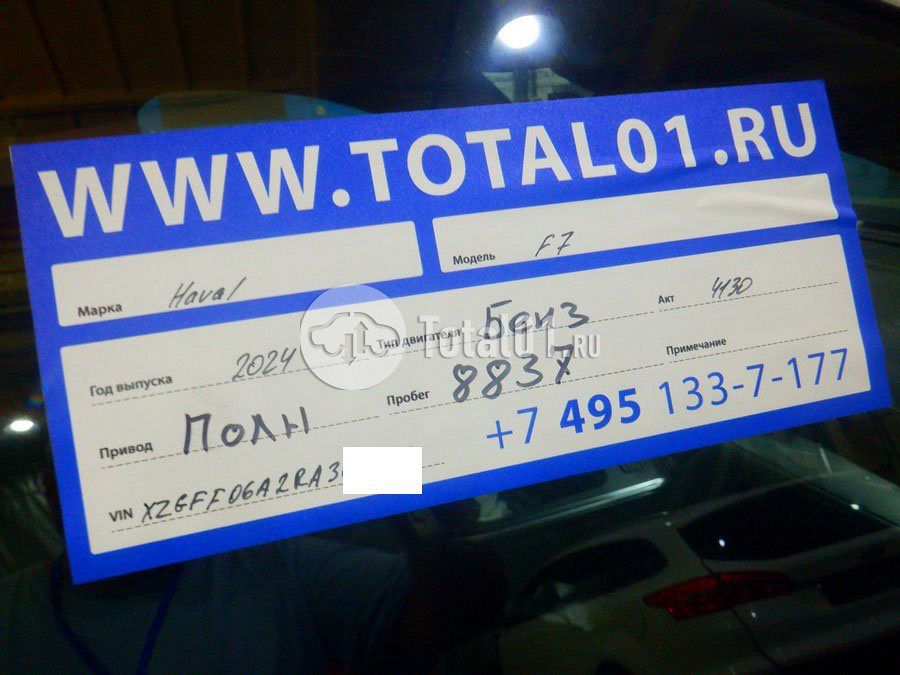 WWW.TOTAL01.RU
Марка Haval Модель F7
Год выпуска 2024 Тип двигателя Бенз Акт 4130
Привод Полн Пробег 8837 Примечание
+7 495 133-7-177
VIN XZGFF06A2RA3
Total01.RU